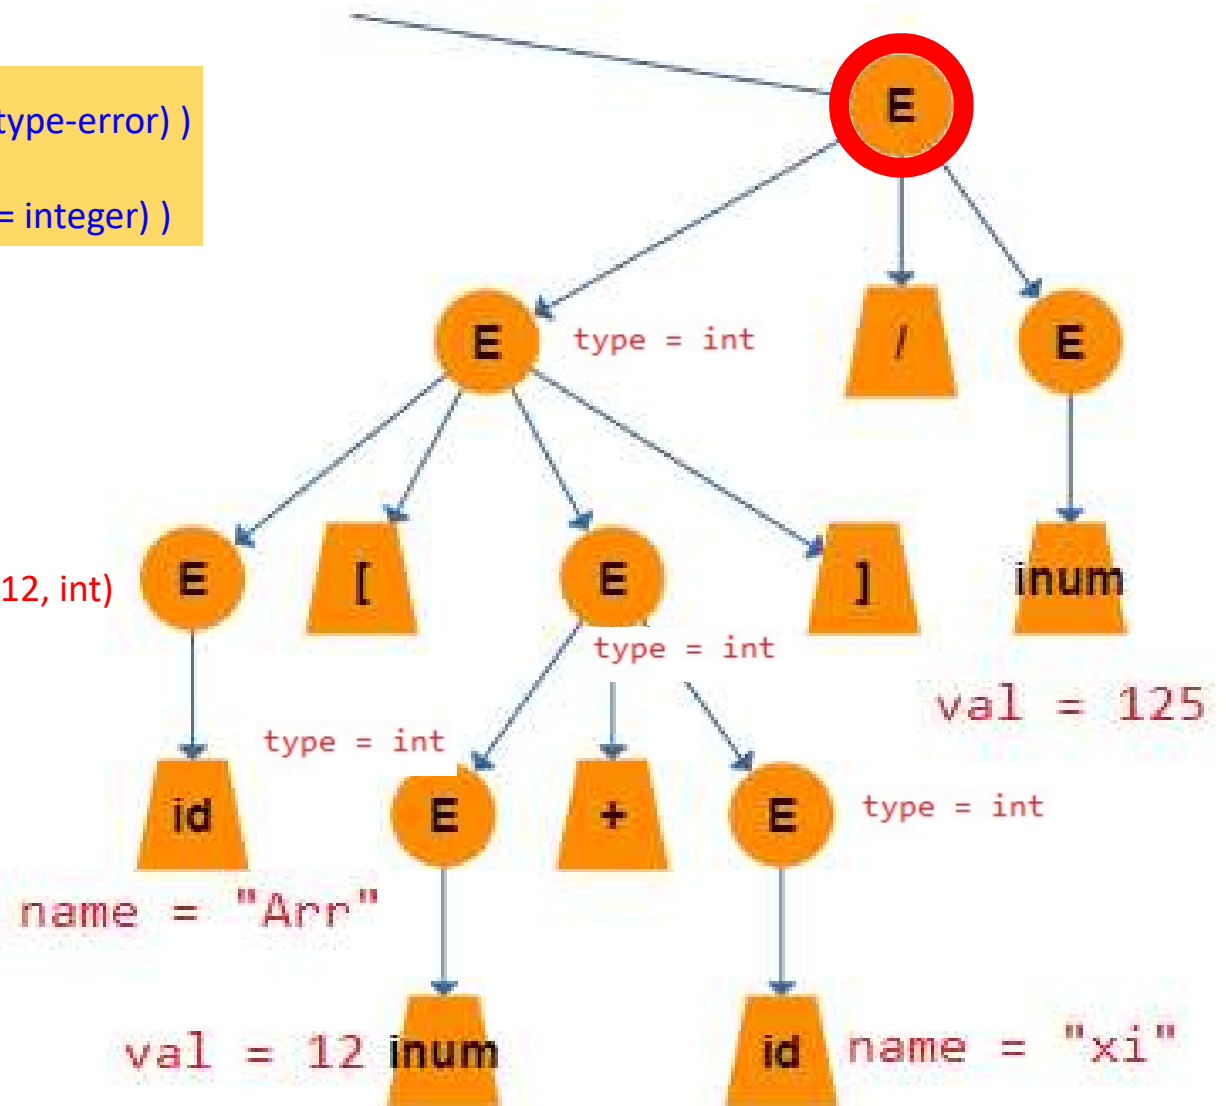 E
type-error) )
= integer) )
E type = int / E
12, int) E [ E ] inum
type = int
val = 125
type = int
id E + E type = int
name = "Arr"
val = 12 inum id name = "xi"